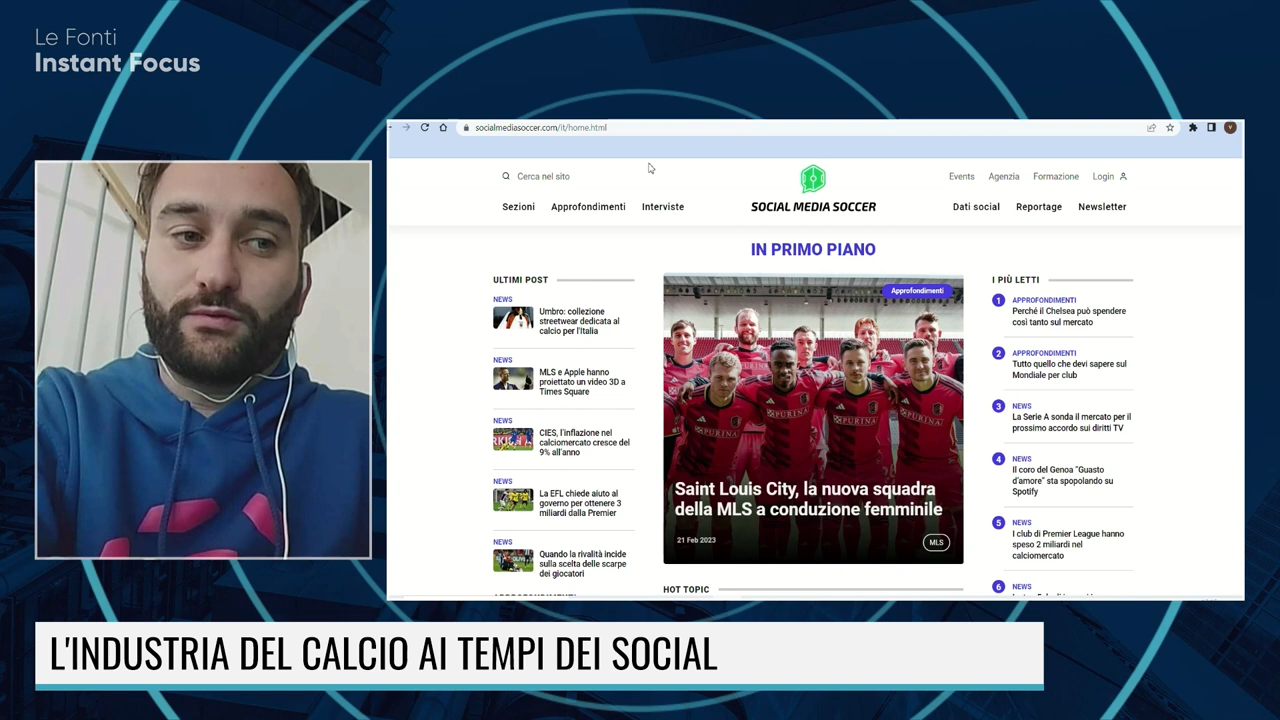 Le Fonti
Instant Focus
socialmediasoccer.com/it/home.html
Cerca nel sito
Events Agenzia Formazione Login
SOCIAL MEDIA SOCCER
Sezioni Approfondimenti Interviste
Dati social Reportage Newsletter
IN PRIMO PIANO
ULTIMI POST
NEWS
Umbro: collezione
streetwear dedicata al
calcio per l'Italia
NEWS
MLS e Apple hanno
proiettato un video 3D a
Times Square
NEWS
CIES, l'inflazione nel
calciomercato cresce del
9% all'anno
NEWS
La EFL chiede aiuto al
governo per ottenere 3
miliardi dalla Premier
NEWS
Quando la rivalità incide
sulla scelta delle scarpe
dei giocatori
Approfondimenti
PURINA
PURINA
PURINA
PURINA
Saint Louis City, la nuova squadra
della MLS a conduzione femminile
21 Feb 2023
MLS
HOT TOPIC
I PIÙ LETTI
1 APPROFONDIMENTI
Perché il Chelsea può spendere
così tanto sul mercato
2 APPROFONDIMENTI
Tutto quello che devi sapere sul
Mondiale per club
3 NEWS
La Serie A sonda il mercato per il
prossimo accordo sui diritti TV
4 NEWS
Il coro del Genoa "Guasto
d'amore" sta spopolando su
Spotify
5 NEWS
I club di Premier League hanno
speso 2 miliardi nel
calciomercato
6 NEWS
L'INDUSTRIA DEL CALCIO AI TEMPI DEI SOCIAL